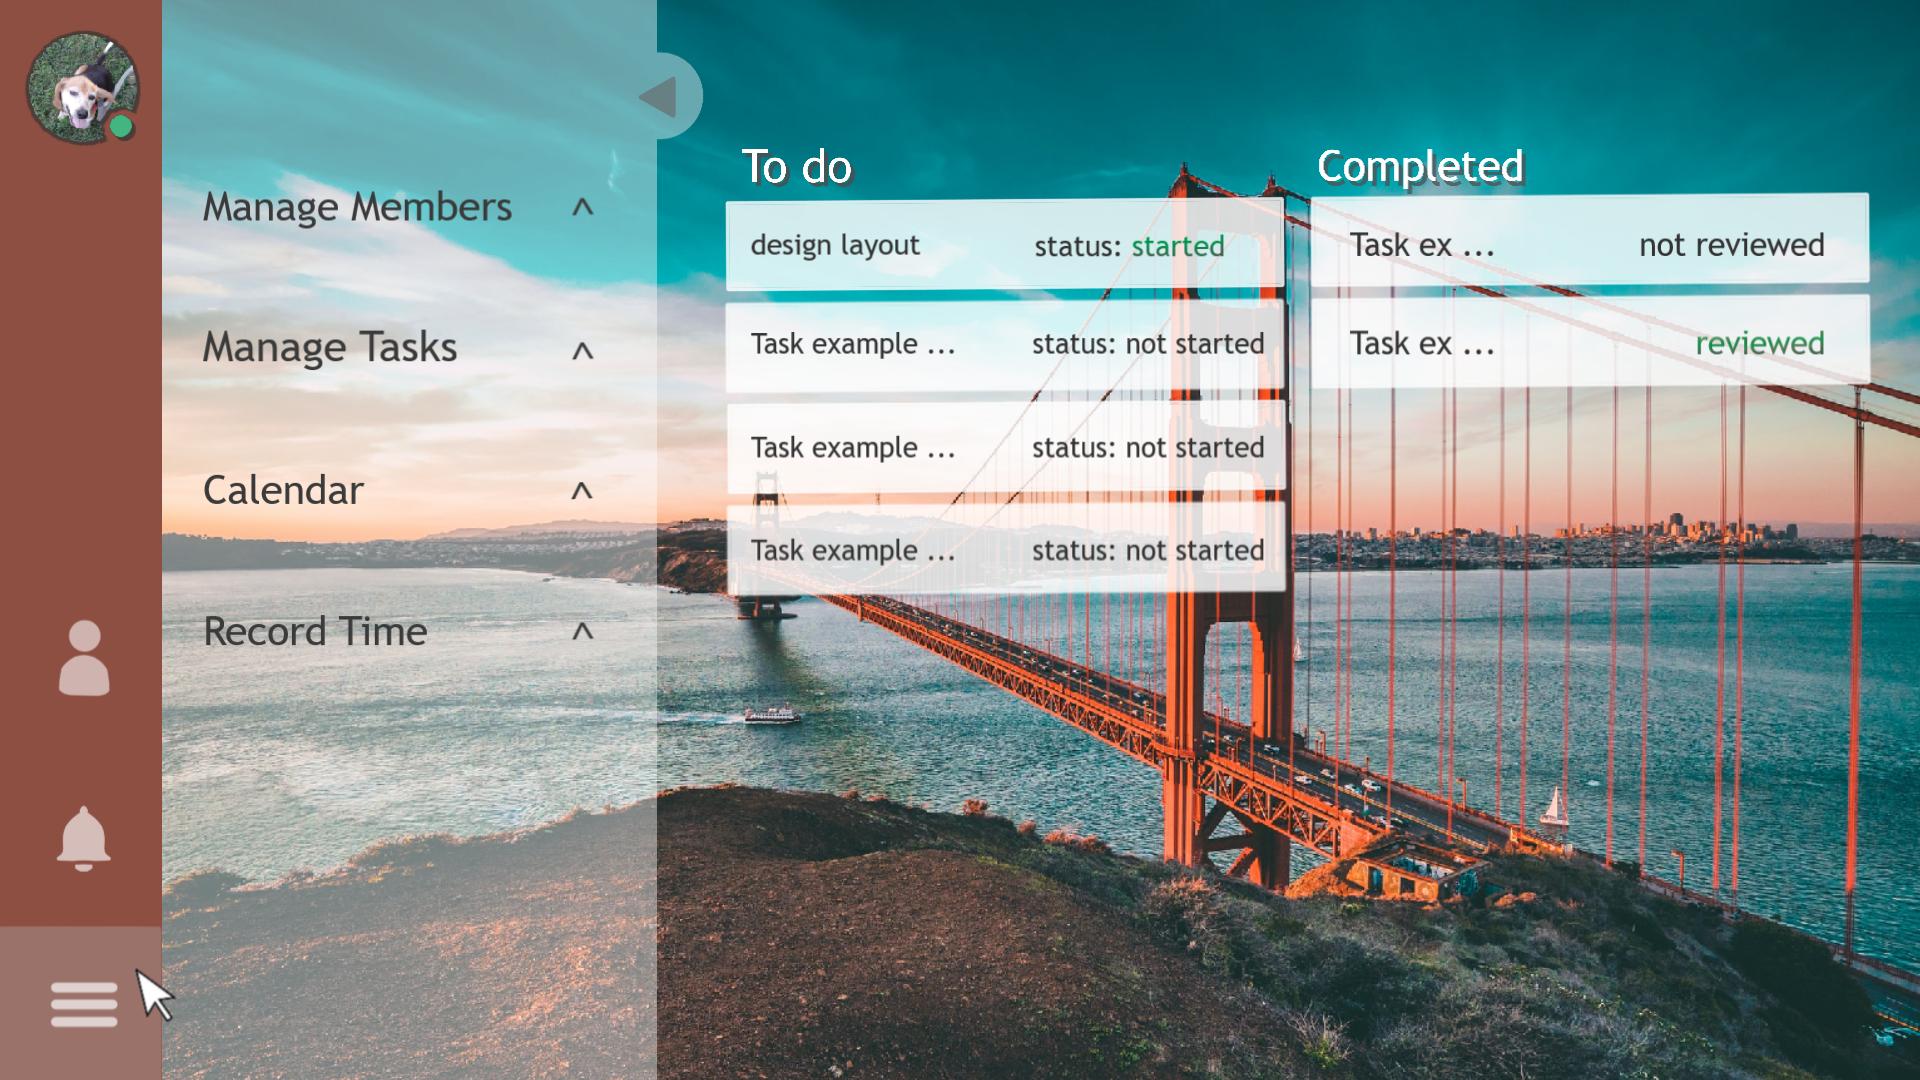 Manage Members ^
Manage Tasks ^
Calendar ^
Record Time ^
To do
design layout status: started
Task example ... status: not started
Task example ... status: not started
Task example ... status: not started
Completed
Task ex ... not reviewed
Task ex ... reviewed